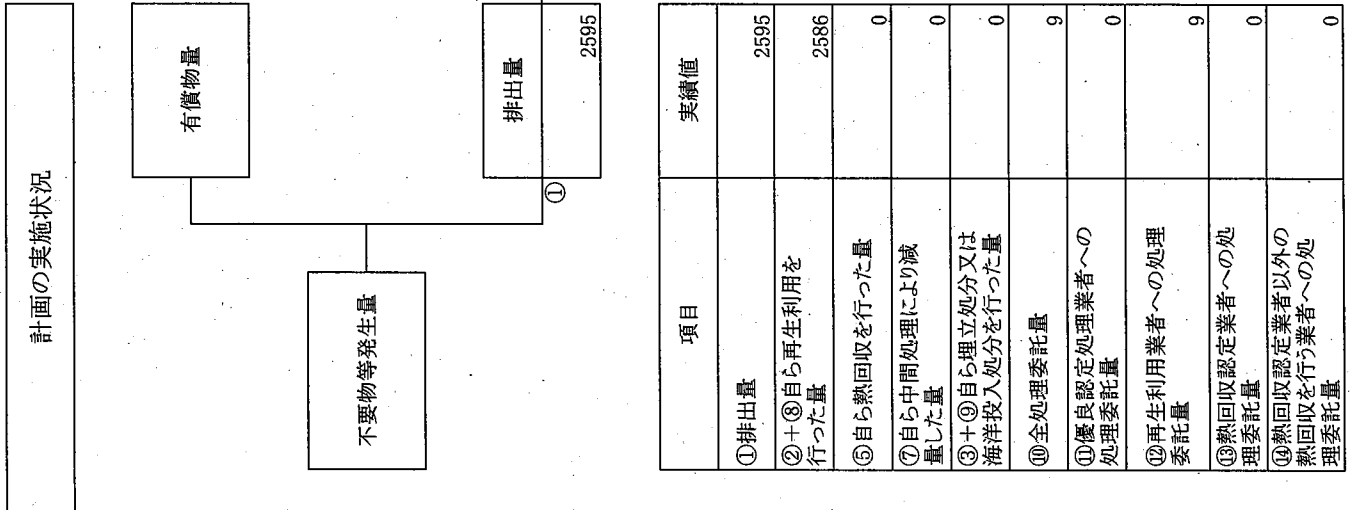 計画の実施状況
有償物量
不要物等発生量
排出量
①
2595
項目
実績値
①排出量
2595
②+⑧自ら再生利用を
行った量
2586
⑤自ら熱回収を行った量
0
⑦自ら中間処理により減
量した量
0
③+⑨自ら埋立処分又は
海洋投入処分を行った量
0
⑩全処理委託量
9
⑪優良認定処理業者への
処理委託量
0
⑫再生利用業者への処理
委託量
9
⑬熱回収認定業者への処
理委託量
0
⑭熱回収認定業者以外の
熱回収を行う業者への処
理委託量
0